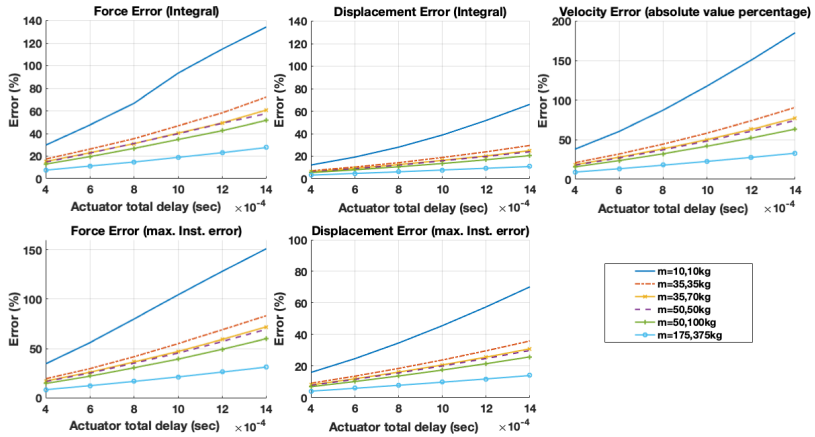 Force Error (Integral)
Error (%)
140
120
100
80
60
40
20
0
4 6 8 10 12 14
Actuator total delay (sec) ×10⁻⁴
Displacement Error (Integral)
Error (%)
140
120
100
80
60
40
20
0
4 6 8 10 12 14
Actuator total delay (sec) ×10⁻⁴
Velocity Error (absolute value percentage)
Error (%)
200
150
100
50
0
4 6 8 10 12 14
Actuator total delay (sec) ×10⁻⁴
Force Error (max. Inst. error)
Error (%)
150
100
50
0
4 6 8 10 12 14
Actuator total delay (sec) ×10⁻⁴
Displacement Error (max. Inst. error)
Error (%)
100
80
60
40
20
0
4 6 8 10 12 14
Actuator total delay (sec) ×10⁻⁴
m=10,10kg
m=35,35kg
m=35,70kg
m=50,50kg
m=50,100kg
m=175,375kg